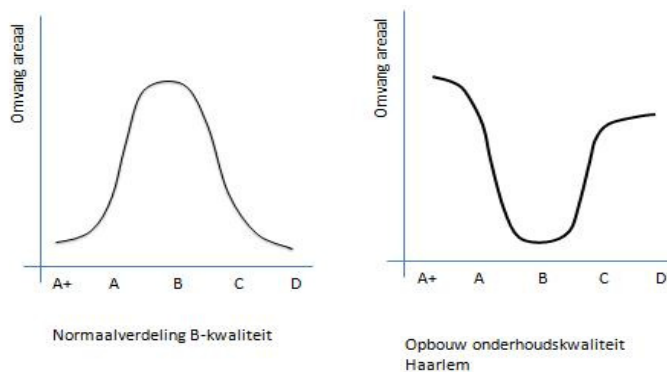 Omvang areaal
A+ A B C D
Normaalverdeling B-kwaliteit
Omvang areaal
A+ A B C D
Opbouw onderhoudskwaliteit
Haarlem